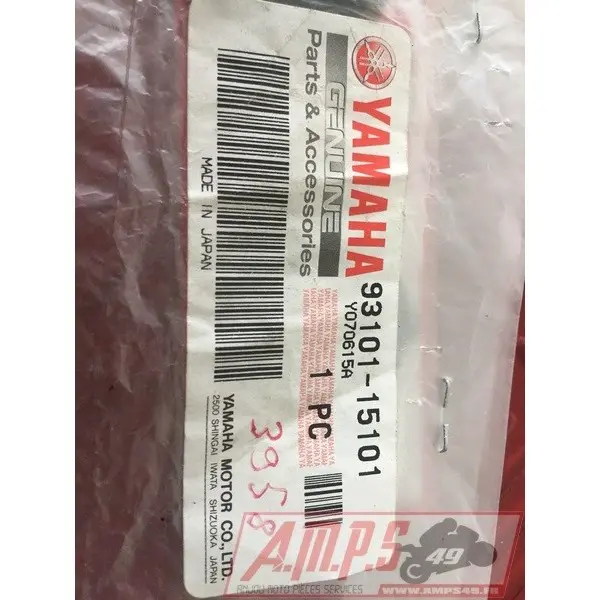 YAMAHA
GENUINE
Parts & Accessories
MADE IN JAPAN
93101-15101
Y070615A
1 PC
3958
YAMAHA MOTOR CO., LTD.
2500 SHINGAI IWATA SHIZUOKA JAPAN
A.M.P.S
49
ANJOU MOTO PIECES SERVICES
WWW.AMPS49.FR